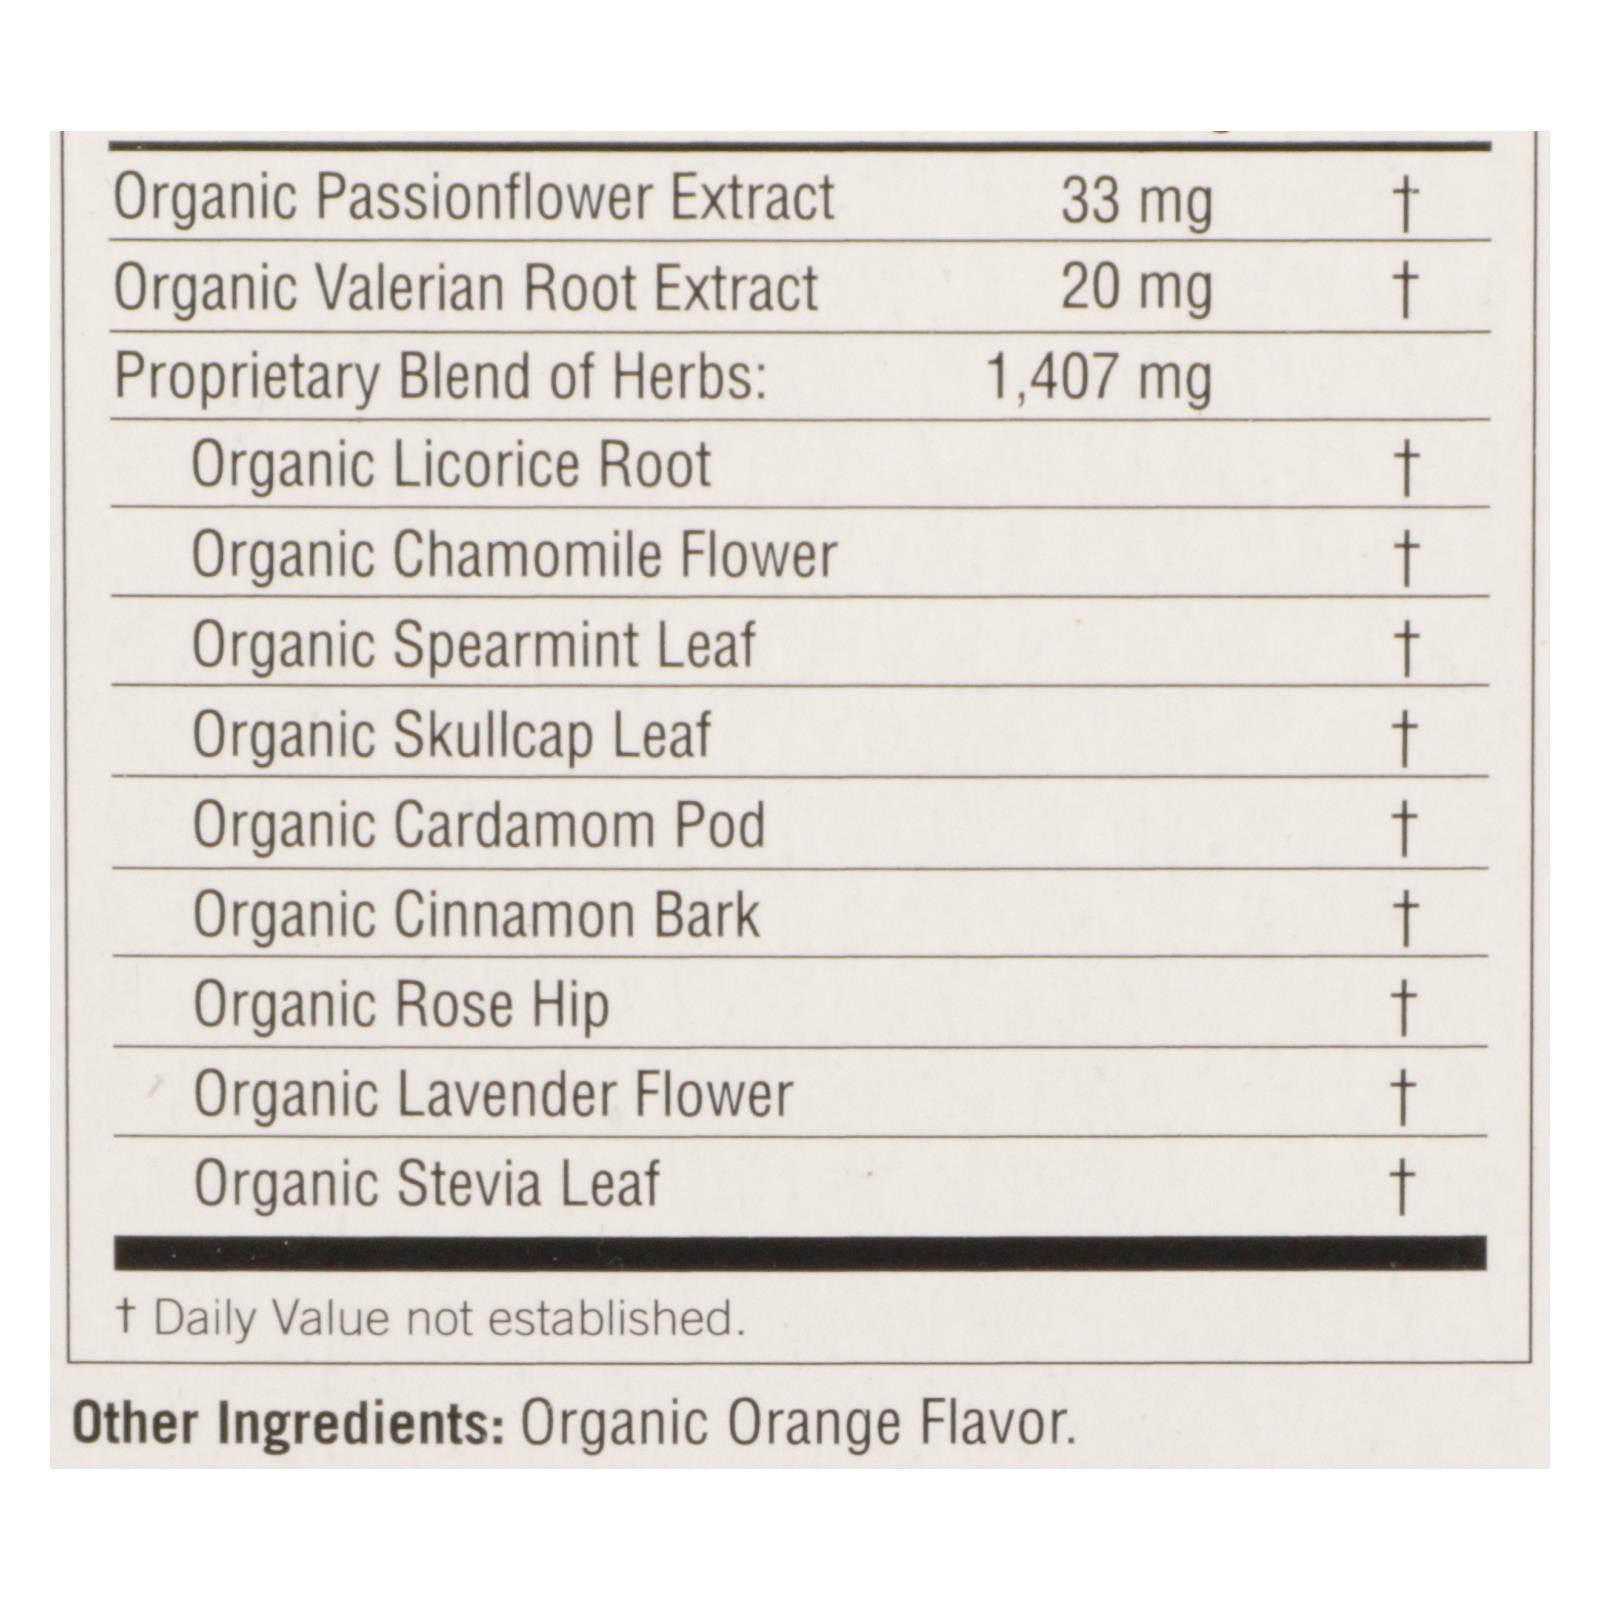 Organic Passionflower Extract 33 mg †
Organic Valerian Root Extract 20 mg †
Proprietary Blend of Herbs: 1,407 mg
Organic Licorice Root †
Organic Chamomile Flower †
Organic Spearmint Leaf †
Organic Skullcap Leaf †
Organic Cardamom Pod †
Organic Cinnamon Bark †
Organic Rose Hip †
Organic Lavender Flower †
Organic Stevia Leaf †
† Daily Value not established.
Other Ingredients: Organic Orange Flavor.